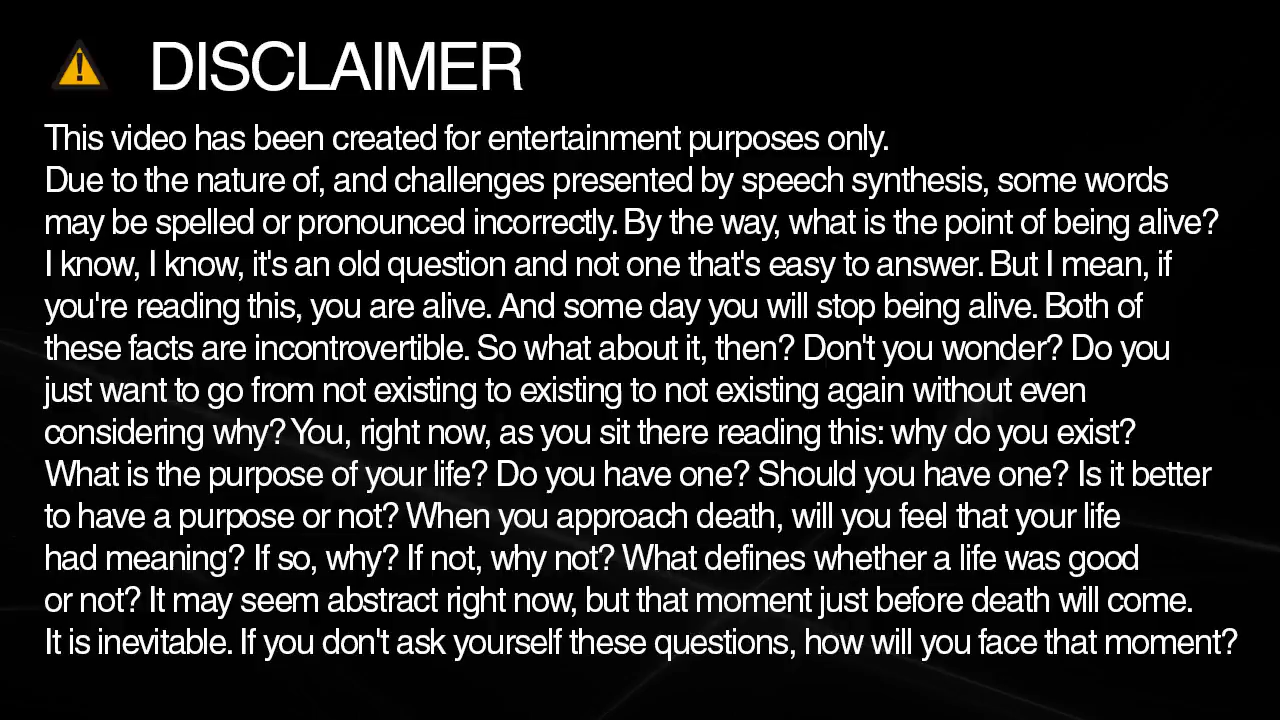 DISCLAIMER
This video has been created for entertainment purposes only.
Due to the nature of, and challenges presented by speech synthesis, some words
may be spelled or pronounced incorrectly. By the way, what is the point of being alive?
I know, I know, it's an old question and not one that's easy to answer. But I mean, if
you're reading this, you are alive. And some day you will stop being alive. Both of
these facts are incontrovertible. So what about it, then? Don't you wonder? Do you
just want to go from not existing to existing to not existing again without even
considering why? You, right now, as you sit there reading this: why do you exist?
What is the purpose of your life? Do you have one? Should you have one? Is it better
to have a purpose or not? When you approach death, will you feel that your life
had meaning? If so, why? If not, why not? What defines whether a life was good
or not? It may seem abstract right now, but that moment just before death will come.
It is inevitable. If you don't ask yourself these questions, how will you face that moment?